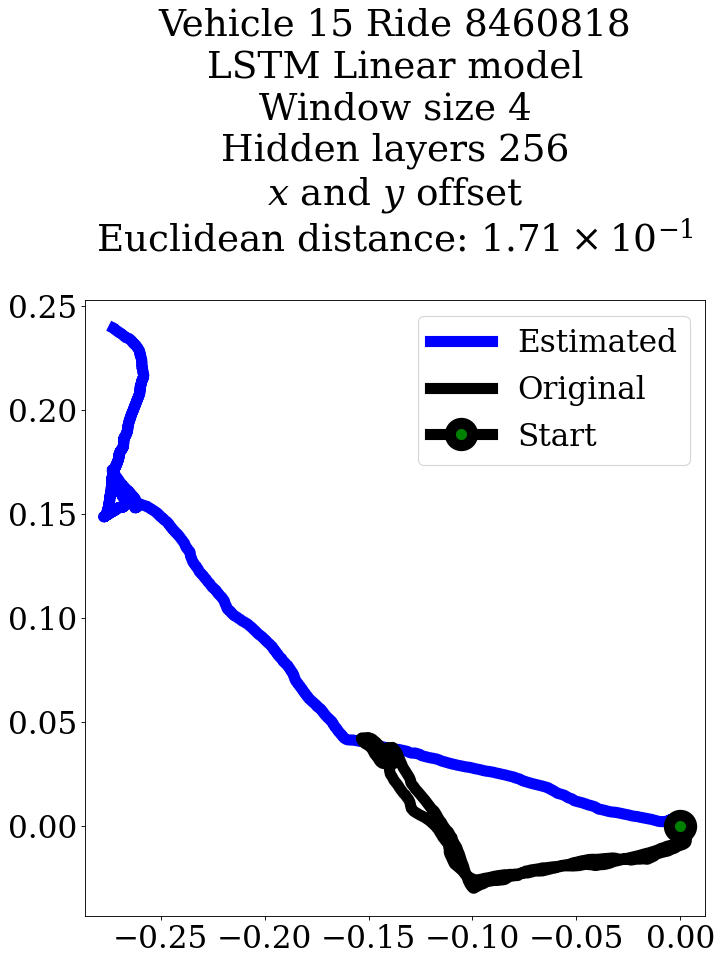 Vehicle 15 Ride 8460818
LSTM Linear model
Window size 4
Hidden layers 256
x and y offset
Euclidean distance: 1.71 × 10⁻¹
0.25
0.20
0.15
0.10
0.05
0.00
Estimated
Original
Start
−0.25 −0.20 −0.15 −0.10 −0.05 0.00